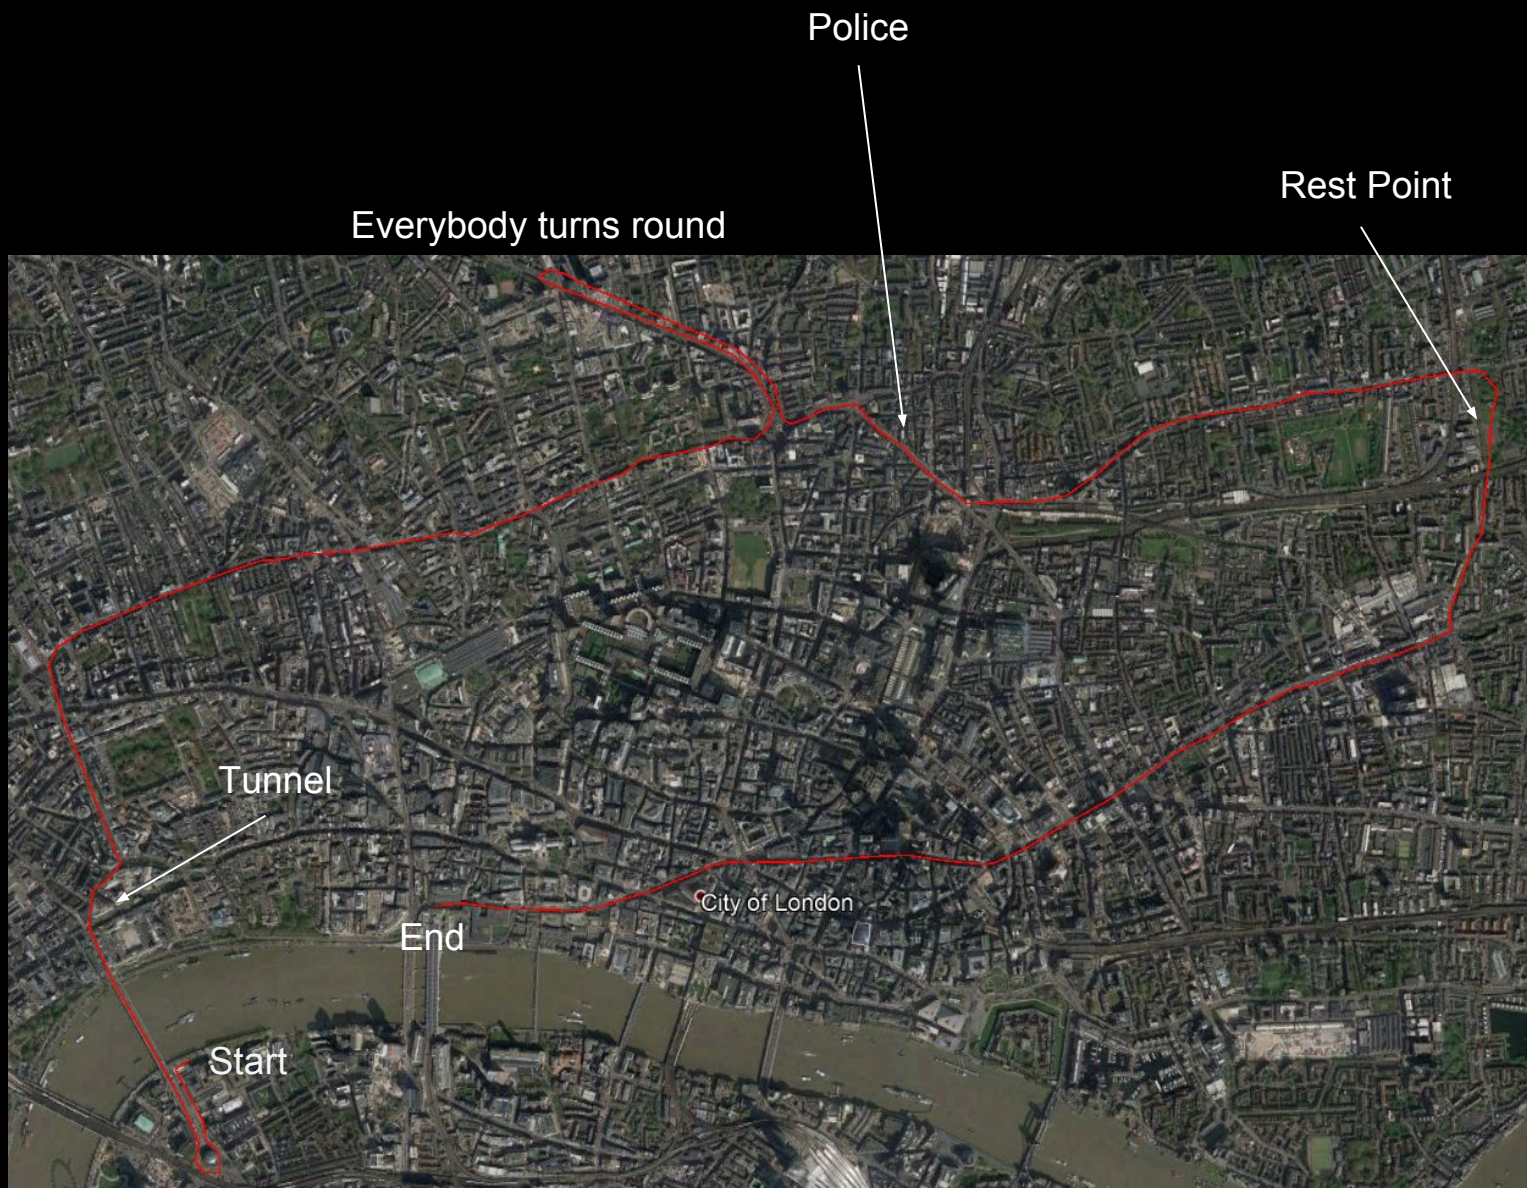 Police
Rest Point
Everybody turns round
Tunnel
City of London
End
Start